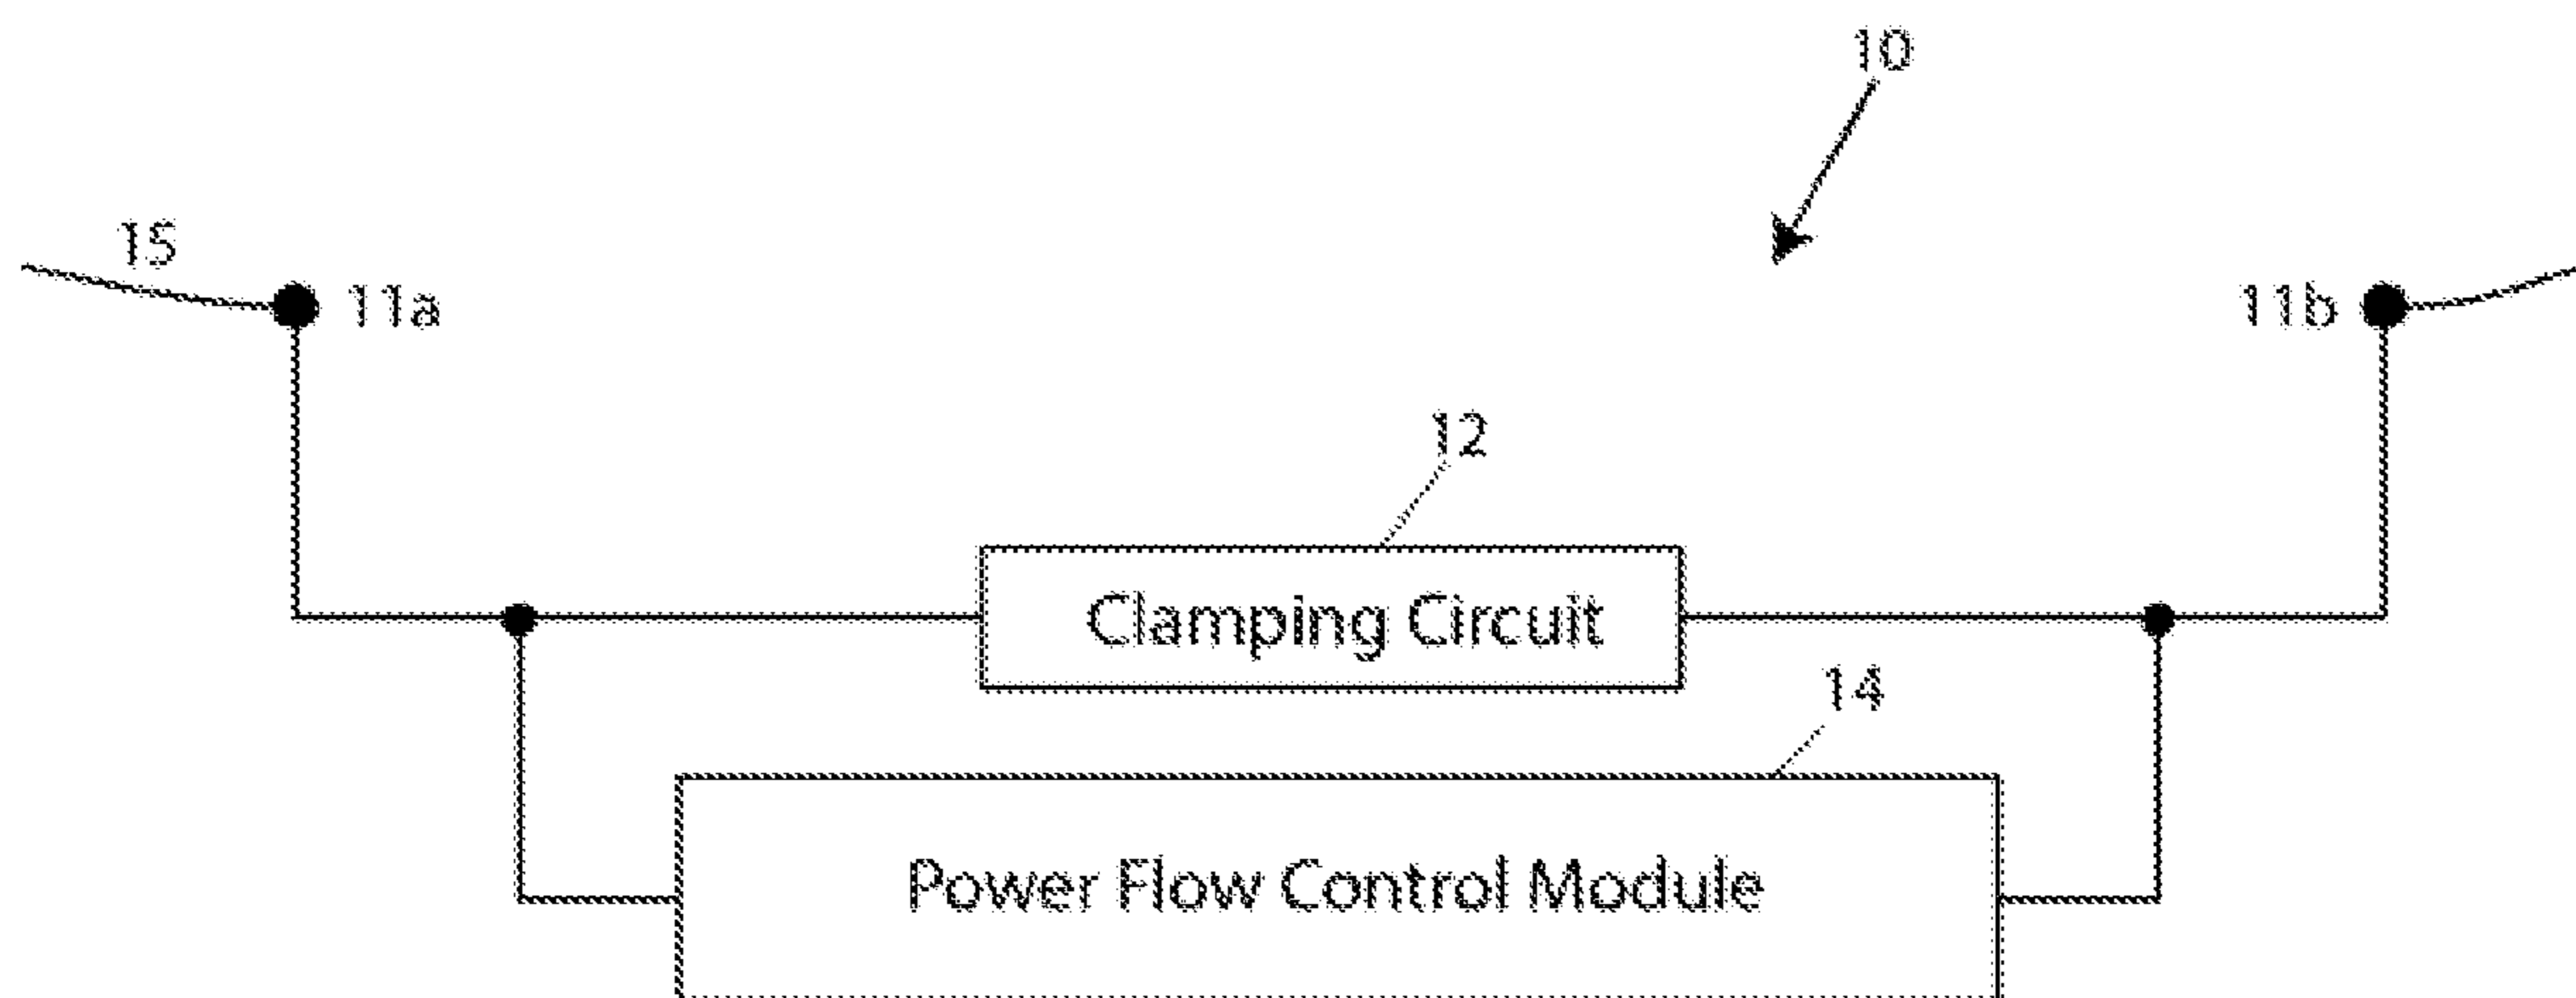 10
15
11a
11b
12
Clamping Circuit
14
Power Flow Control Module